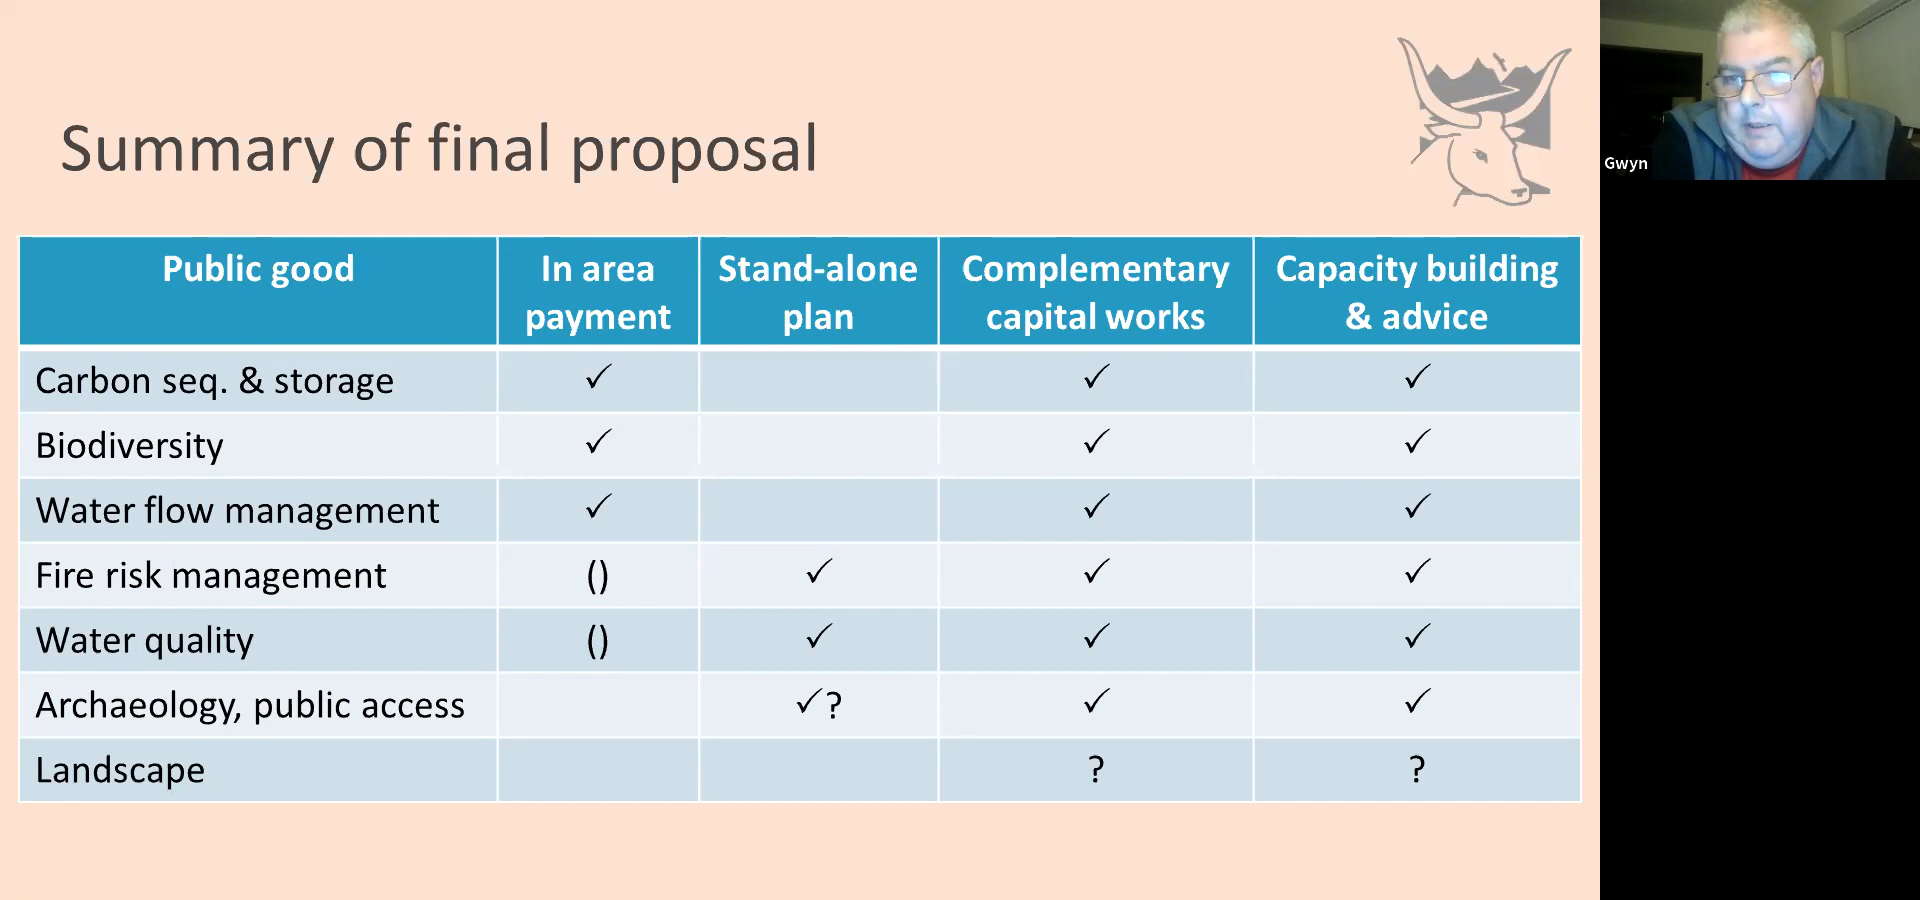 Summary of final proposal
Gwyn
Public good In area payment Stand-alone plan Complementary capital works Capacity building & advice
Carbon seq. & storage ✓ ✓ ✓
Biodiversity ✓ ✓ ✓
Water flow management ✓ ✓ ✓
Fire risk management () ✓ ✓ ✓
Water quality () ✓ ✓ ✓
Archaeology, public access ✓? ✓ ✓
Landscape ? ?